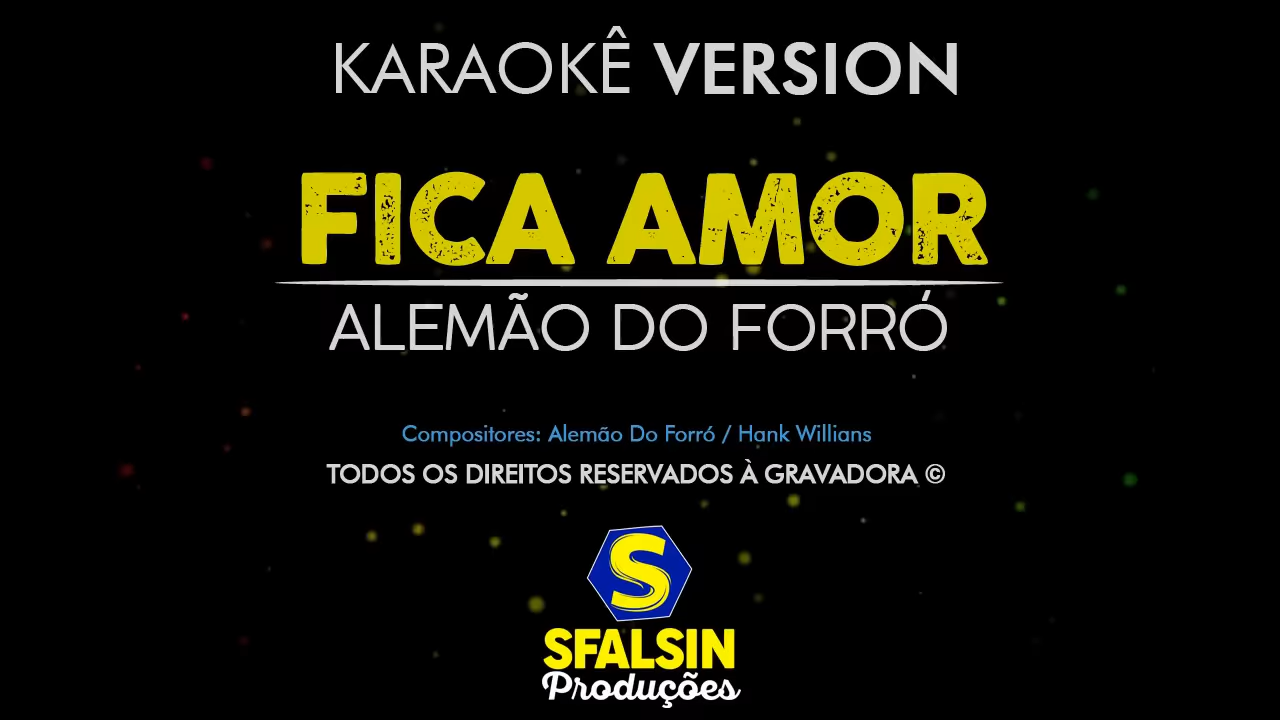 KARAOKÊ VERSION
FICA AMOR
ALEMÃO DO FORRÓ
Compositores: Alemão Do Forró / Hank Willians
TODOS OS DIREITOS RESERVADOS À GRAVADORA ©
S
SFALSIN
Produções